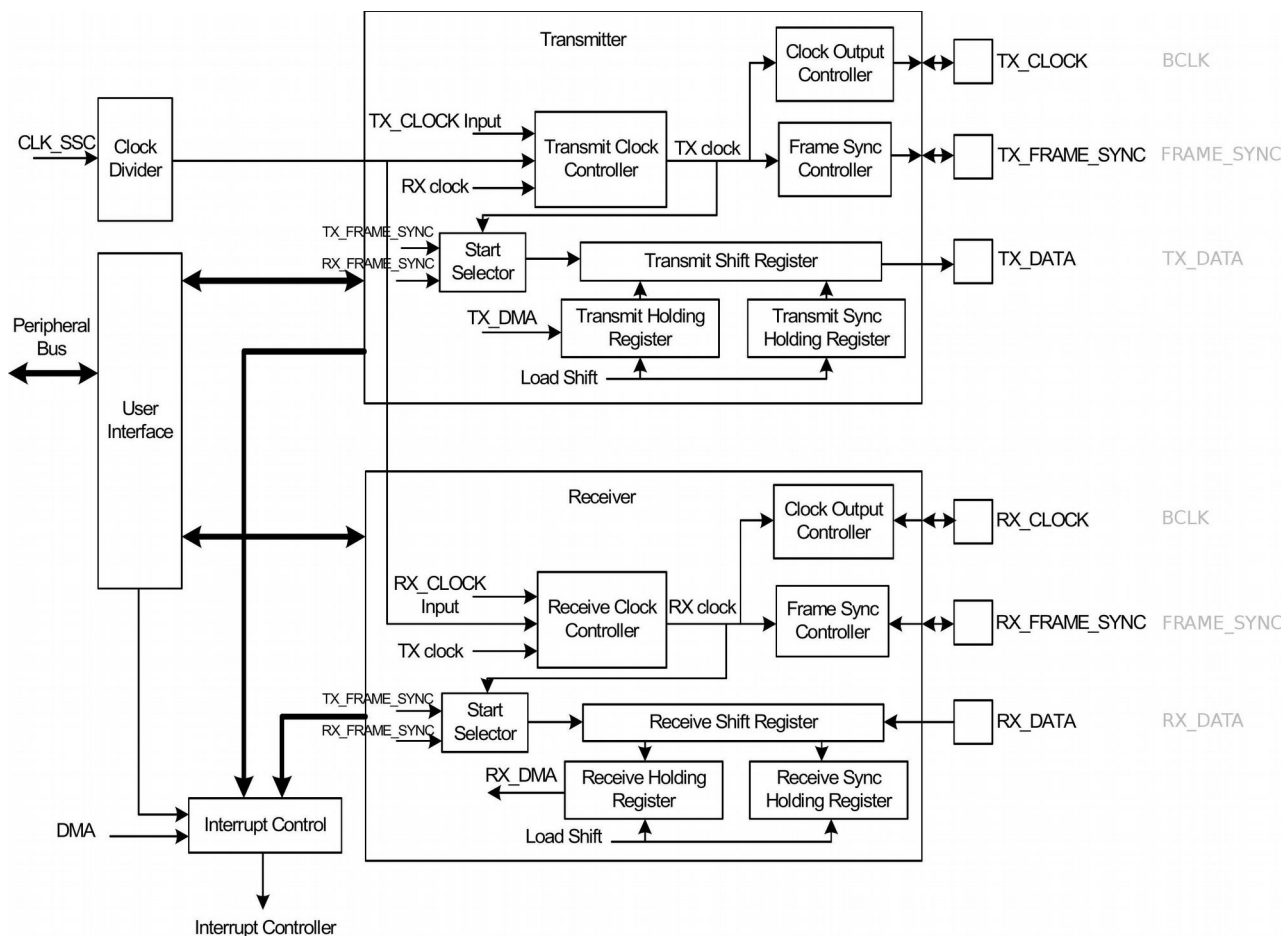 Transmitter
Clock Output
Controller
TX_CLOCK
BCLK
TX_CLOCK Input
CLK_SSC
Clock
Divider
Transmit Clock
Controller
TX clock
Frame Sync
Controller
TX_FRAME_SYNC
FRAME_SYNC
RX clock
TX_FRAME_SYNC
RX_FRAME_SYNC
Start
Selector
Transmit Shift Register
TX_DATA
TX_DATA
Peripheral
Bus
TX_DMA
Transmit Holding
Register
Transmit Sync
Holding Register
Load Shift
User
Interface
Receiver
Clock Output
Controller
RX_CLOCK
BCLK
RX_CLOCK
Input
Receive Clock
Controller
RX clock
Frame Sync
Controller
RX_FRAME_SYNC
FRAME_SYNC
TX clock
TX_FRAME_SYNC
RX_FRAME_SYNC
Start
Selector
Receive Shift Register
RX_DATA
RX_DATA
RX_DMA
Receive Holding
Register
Receive Sync
Holding Register
Load Shift
DMA
Interrupt Control
Interrupt Controller